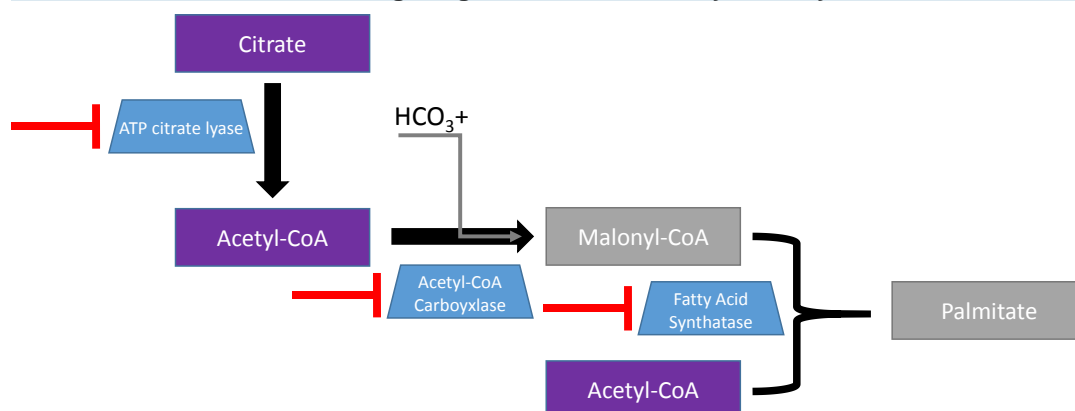 Citrate
ATP citrate lyase
HCO3+
Acetyl-CoA
Malonyl-CoA
Acetyl-CoA
Carboyxlase
Fatty Acid
Synthatase
Palmitate
Acetyl-CoA